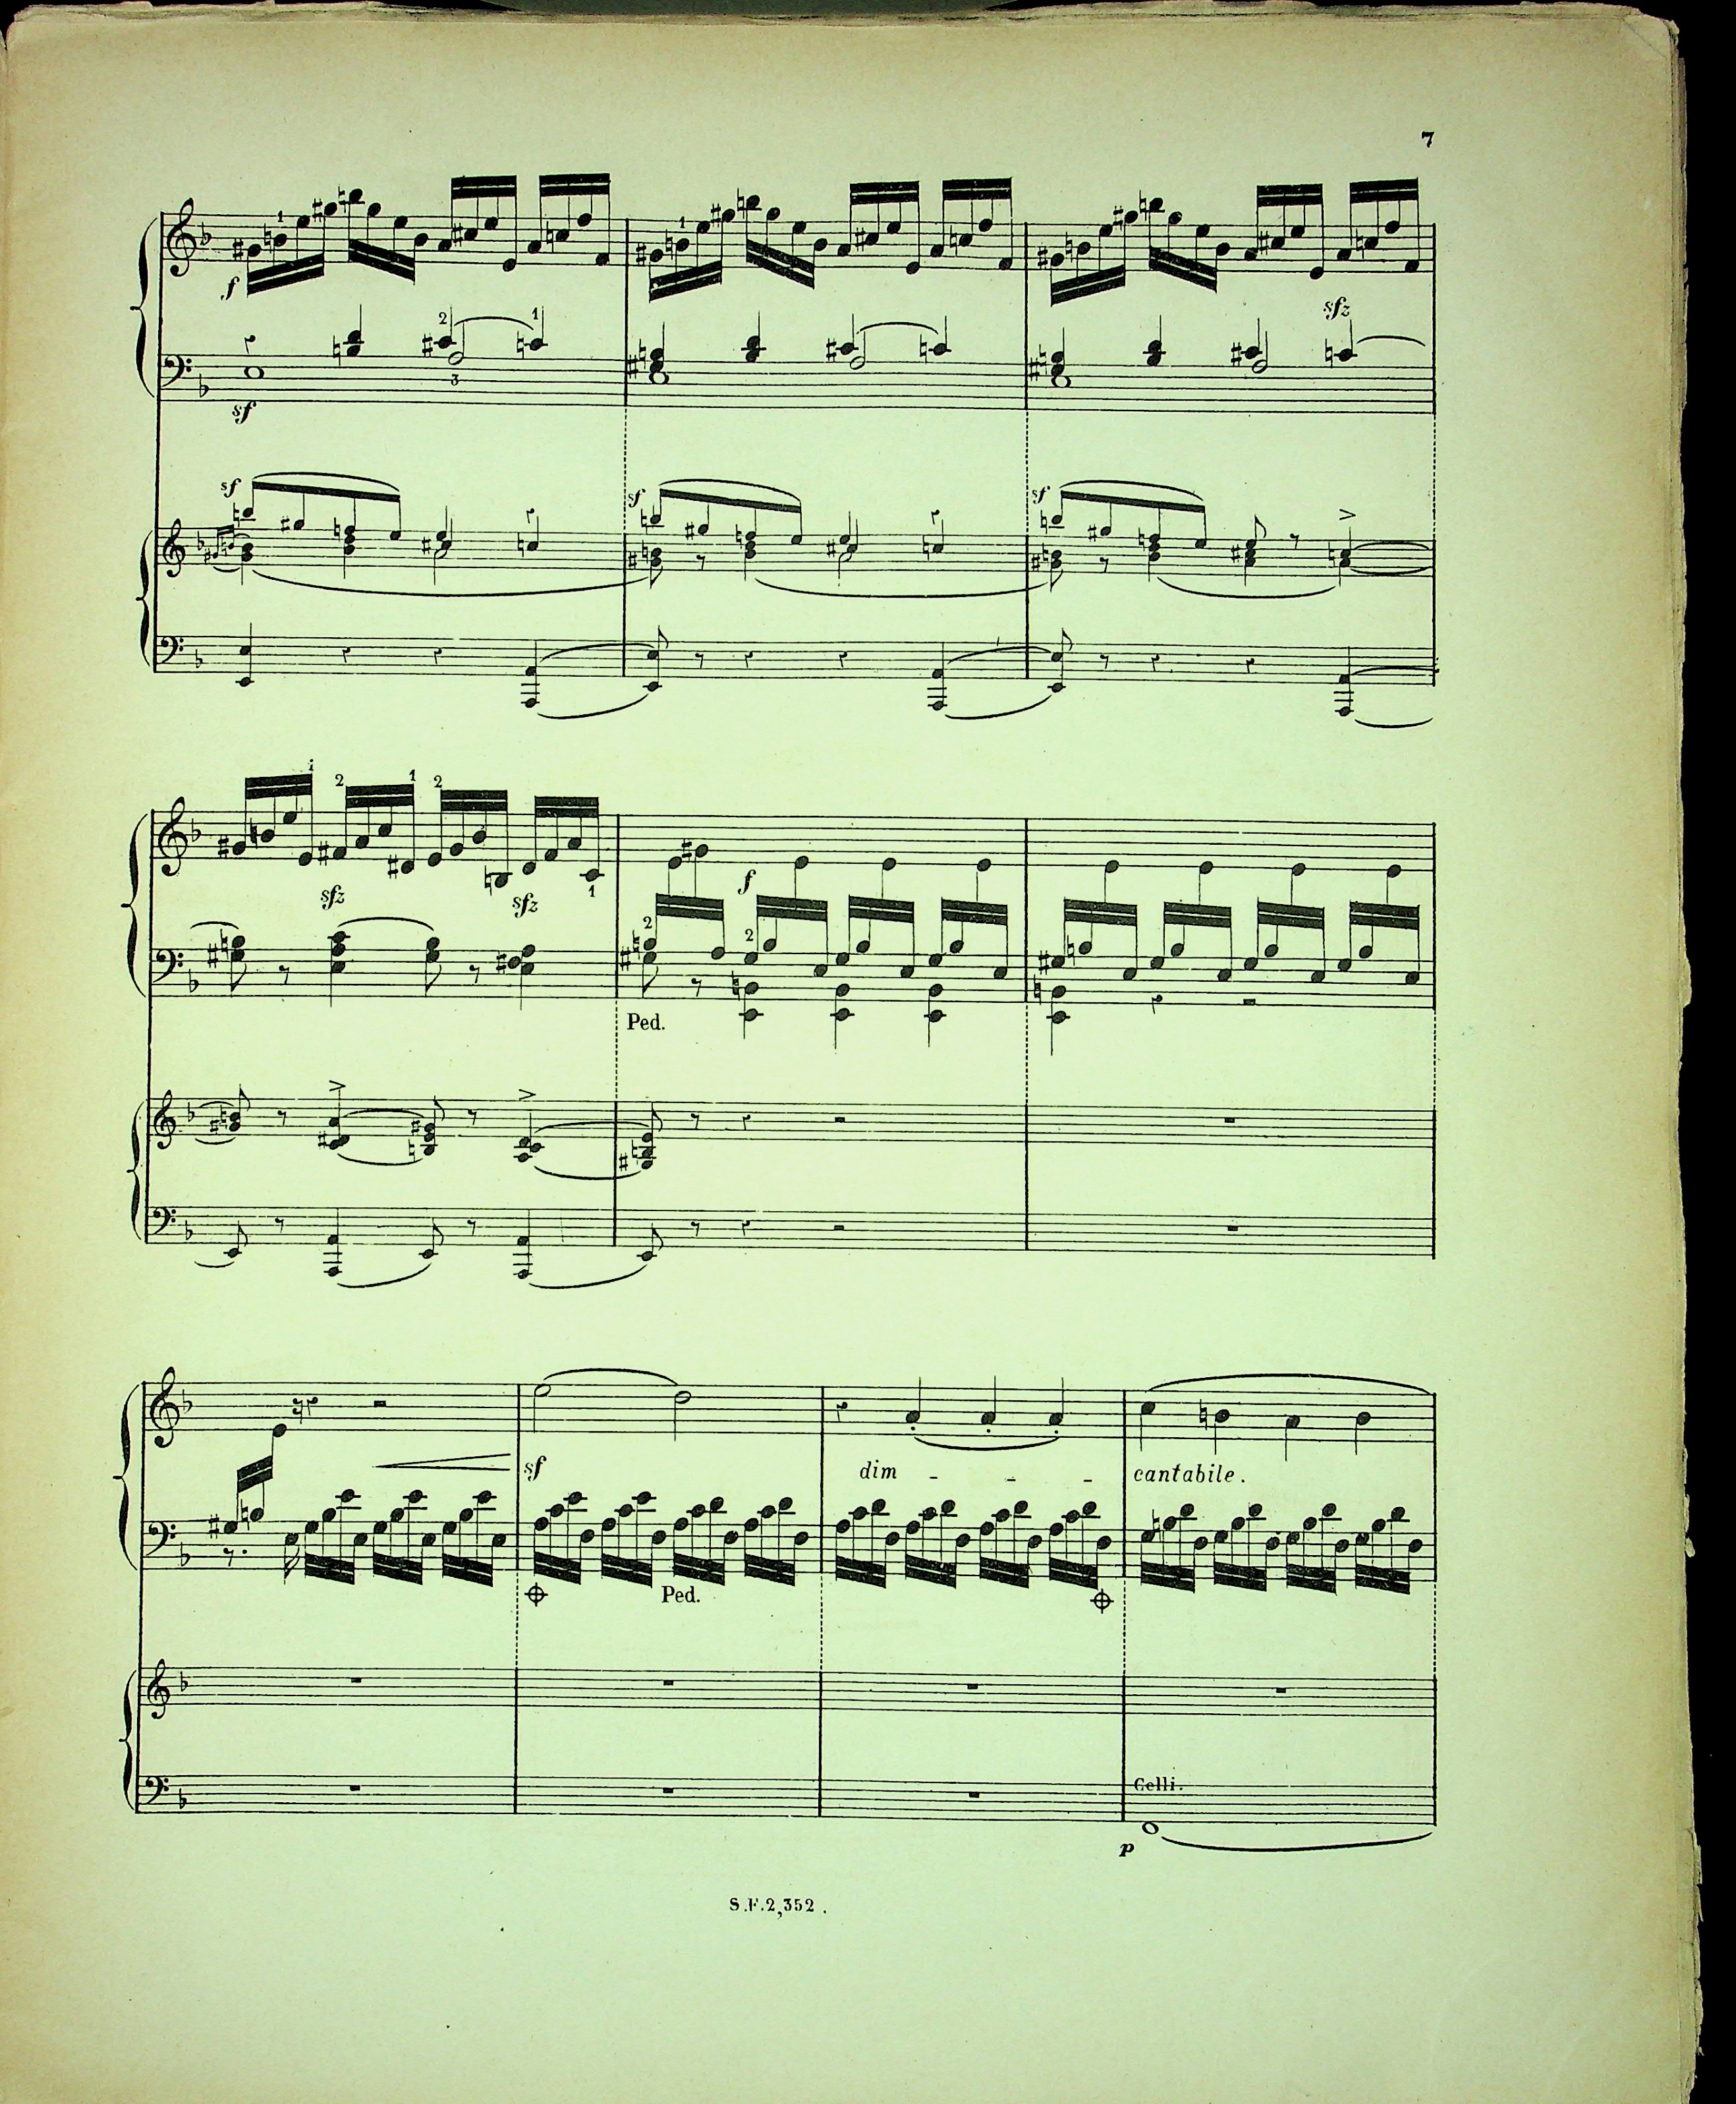 7
1 1
f sfz
2 1
3
sf
sf sf sf
1 2 1 2
sfz sfz 1 f
2 2
Ped.
sf dim - - - cantabile.
Ped.
Celli.
p
S.F.2,352.